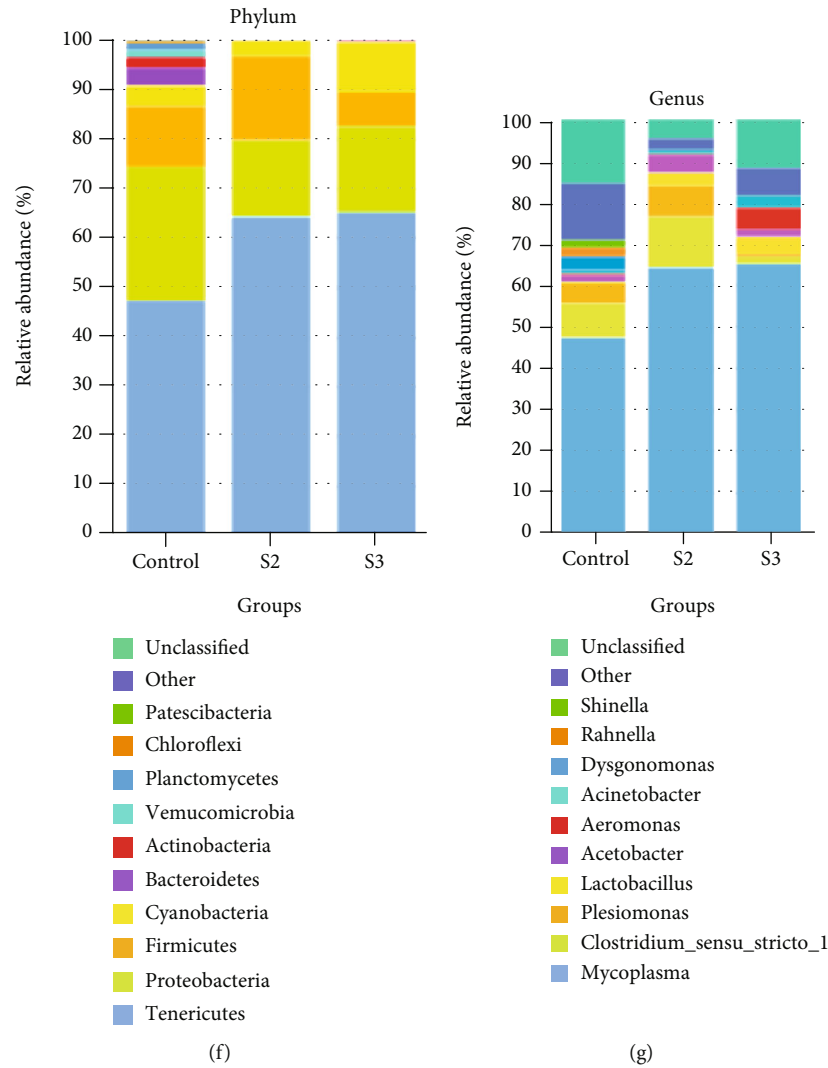 Phylum
100
90
80
70
60
50
40
30
20
10
0
Relative abundance (%)
Control S2 S3
Groups
Unclassified
Other
Patescibacteria
Chloroflexi
Planctomycetes
Vemucomicrobia
Actinobacteria
Bacteroidetes
Cyanobacteria
Firmicutes
Proteobacteria
Tenericutes
(f)
Genus
100
90
80
70
60
50
40
30
20
10
0
Relative abundance (%)
Control S2 S3
Groups
Unclassified
Other
Shinella
Rahnella
Dysgonomonas
Acinetobacter
Aeromonas
Acetobacter
Lactobacillus
Plesiomonas
Clostridium_sensu_stricto_1
Mycoplasma
(g)